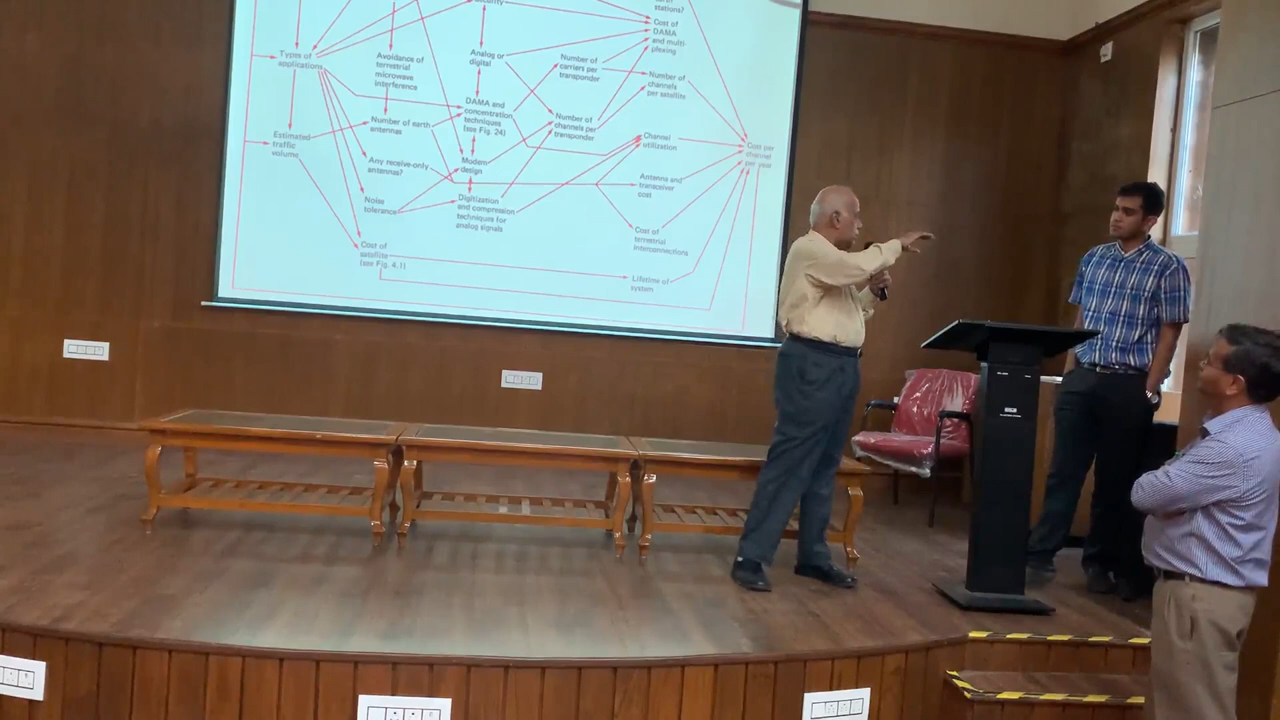 stations?
Cost of
DAMA
and multi-
plexing
security
Types of
applications
Avoidance of
terrestrial
microwave
interference
Analog or
digital
Number of
carriers per
transponder
Number of
channels
per satellite
DAMA and
concentration
techniques
(see Fig. 24)
Number of earth
antennas
Number of
channels per
transponder
Channel
utilization
Cost per
channel
per year
Estimated
traffic
volume
Any receive-only
antennas?
Modem
design
Antenna and
transceiver
cost
Noise
tolerance
Digitization
and compression
techniques for
analog signals
Cost of
terrestrial
interconnections
Cost of
satellite
(see Fig. 4.1)
Lifetime of
system